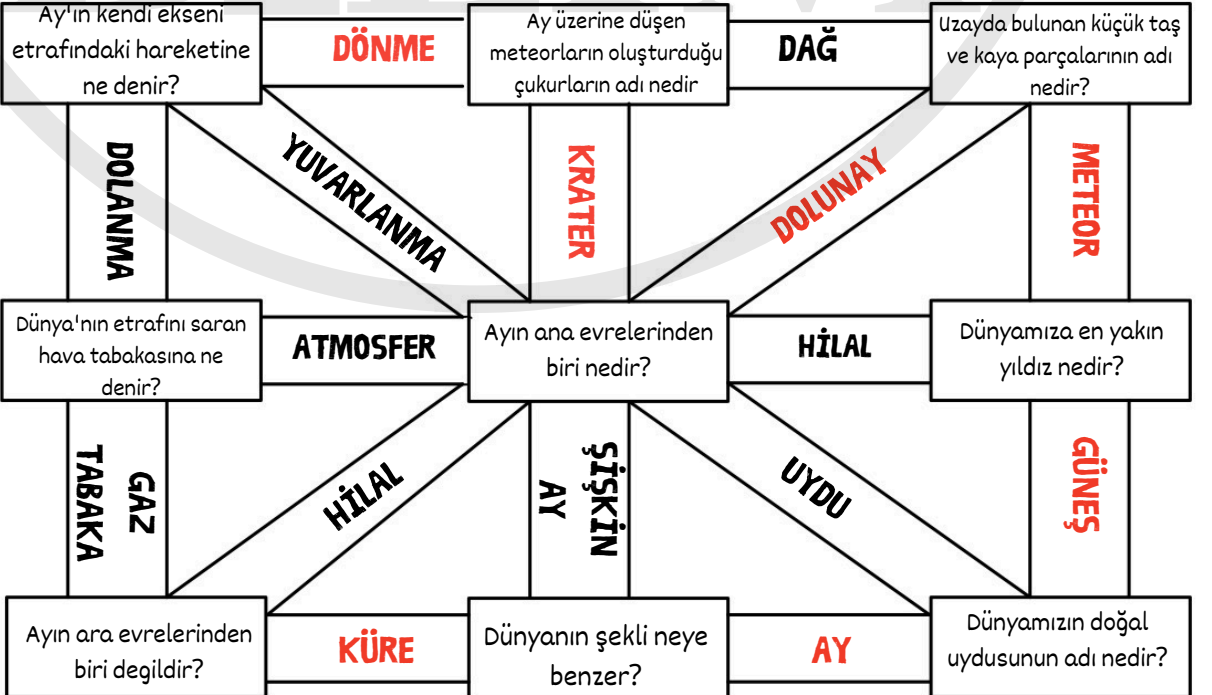 Ay'ın kendi ekseni
etrafındaki hareketine
ne denir?
DÖNME
Ay üzerine düşen
meteorların oluşturduğu
çukurların adı nedir
DAĞ
Uzayda bulunan küçük taş
ve kaya parçalarının adı
nedir?
DOLANMA
YUVARLANMA
KRATER
DOLUNAY
METEOR
Dünya'nın etrafını saran
hava tabakasına ne
denir?
ATMOSFER
Ayın ana evrelerinden
biri nedir?
HİLAL
Dünyamıza en yakın
yıldız nedir?
GAZ
TABAKA
HİLAL
ŞİŞKİN
AY
UYDU
GÜNEŞ
Ayın ara evrelerinden
biri degildir?
KÜRE
Dünyanın şekli neye
benzer?
AY
Dünyamızın doğal
uydusunun adı nedir?